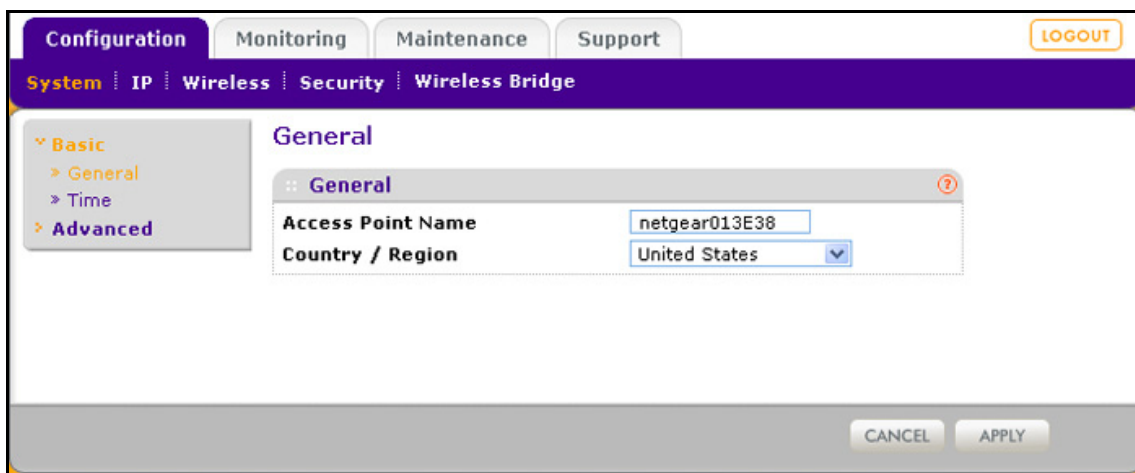 Configuration Monitoring Maintenance Support LOGOUT
System IP Wireless Security Wireless Bridge
Basic
» General
» Time
Advanced
General
General ?
Access Point Name netgear013E38
Country / Region United States
CANCEL APPLY